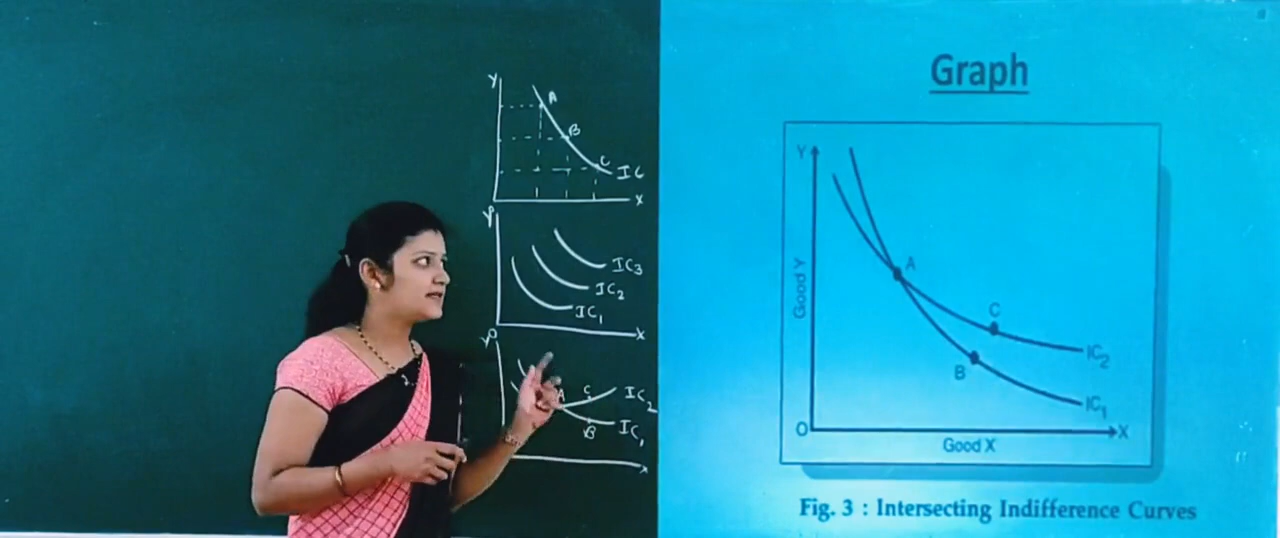 Y
A
B
C
IC
X
Y
IC3
IC2
IC1
X
Y
A
C
IC2
B
IC1
X
Graph
Y
Good Y
A
C
IC2
B
IC1
O
X
Good X
Fig. 3 : Intersecting Indifference Curves